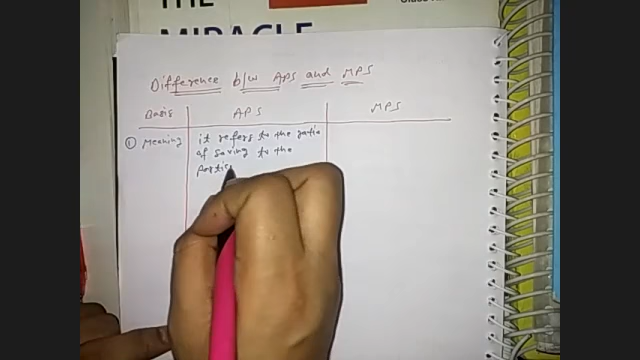 THE
MIRACLE
Difference b/w APS and MPS
Basis APS MPS
① Meaning it refers to the ratio
of saving to the